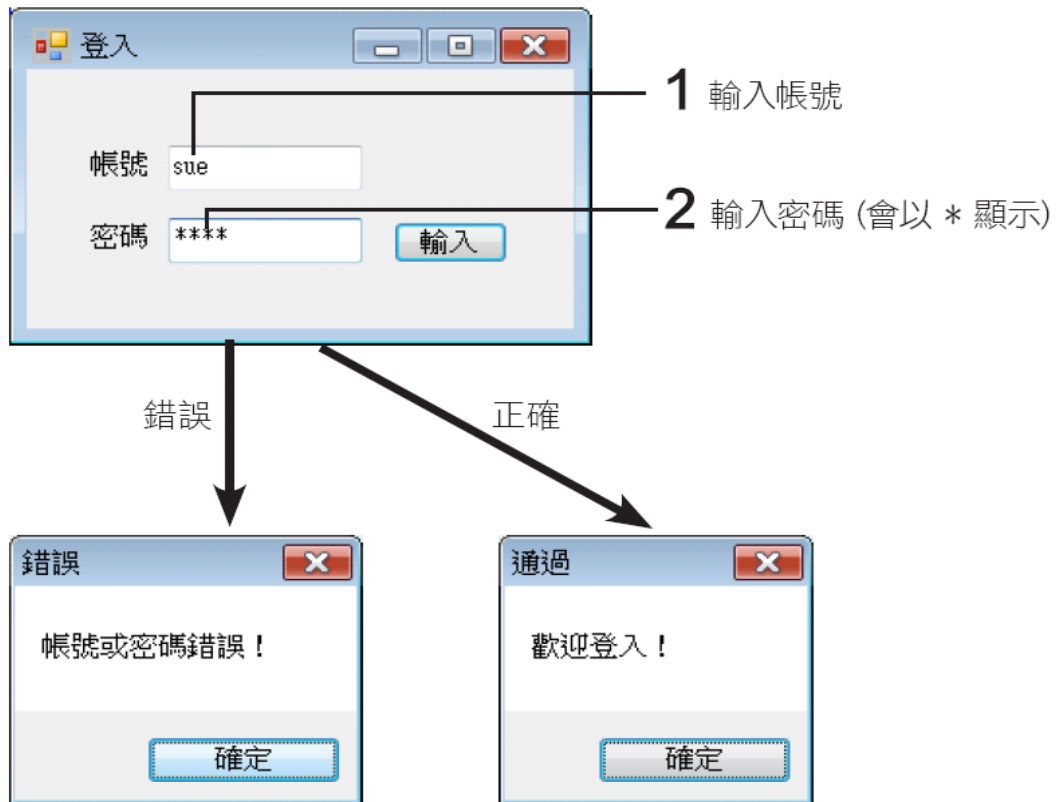 登入
1 輸入帳號
帳號 sue
2 輸入密碼 (會以 * 顯示)
密碼 **** 輸入
錯誤 正確
錯誤
帳號或密碼錯誤！
確定
通過
歡迎登入！
確定